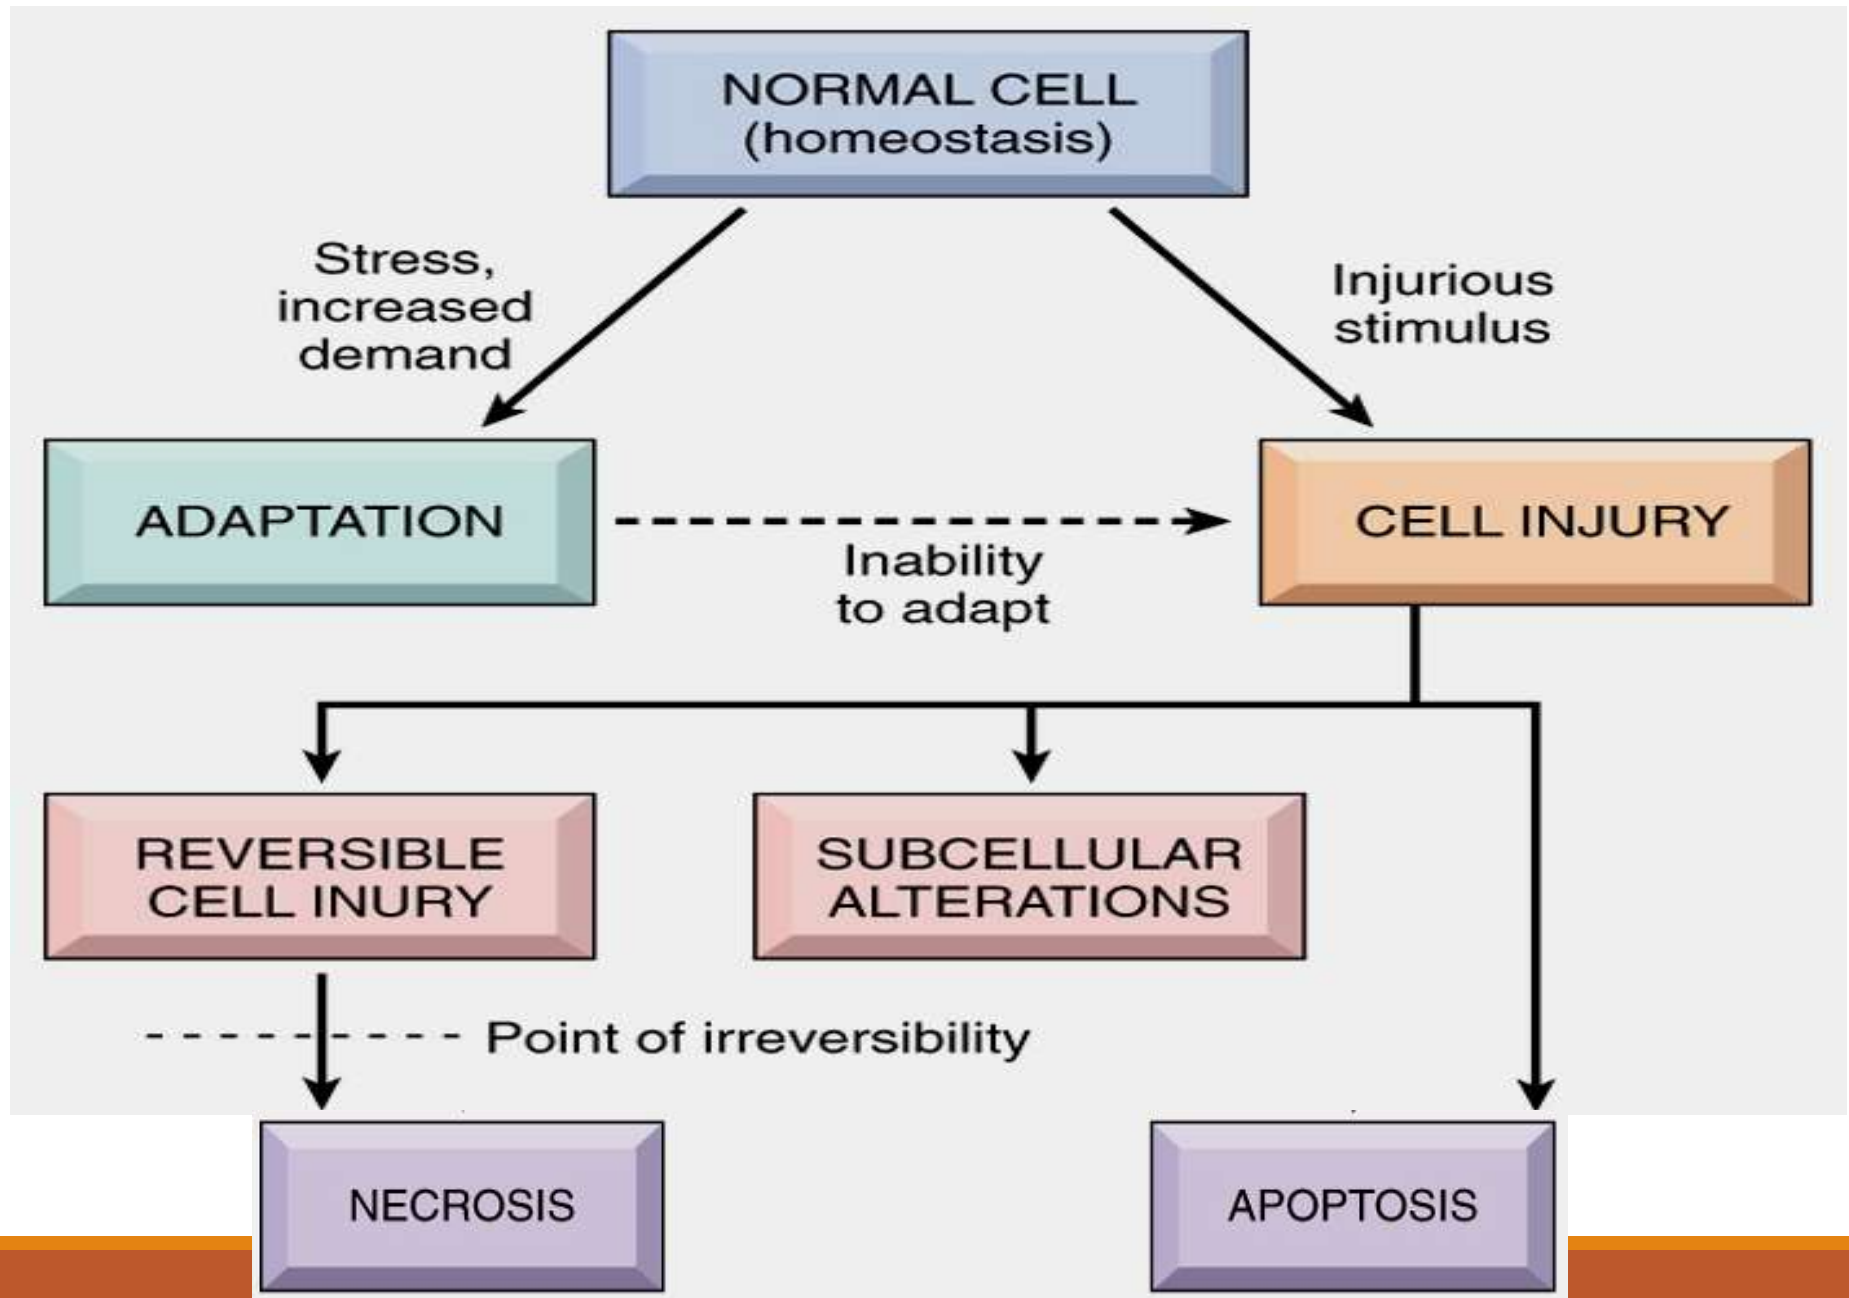 NORMAL CELL
(homeostasis)
Stress,
increased
demand
Injurious
stimulus
ADAPTATION
Inability
to adapt
CELL INJURY
REVERSIBLE
CELL INURY
SUBCELLULAR
ALTERATIONS
Point of irreversibility
NECROSIS
APOPTOSIS